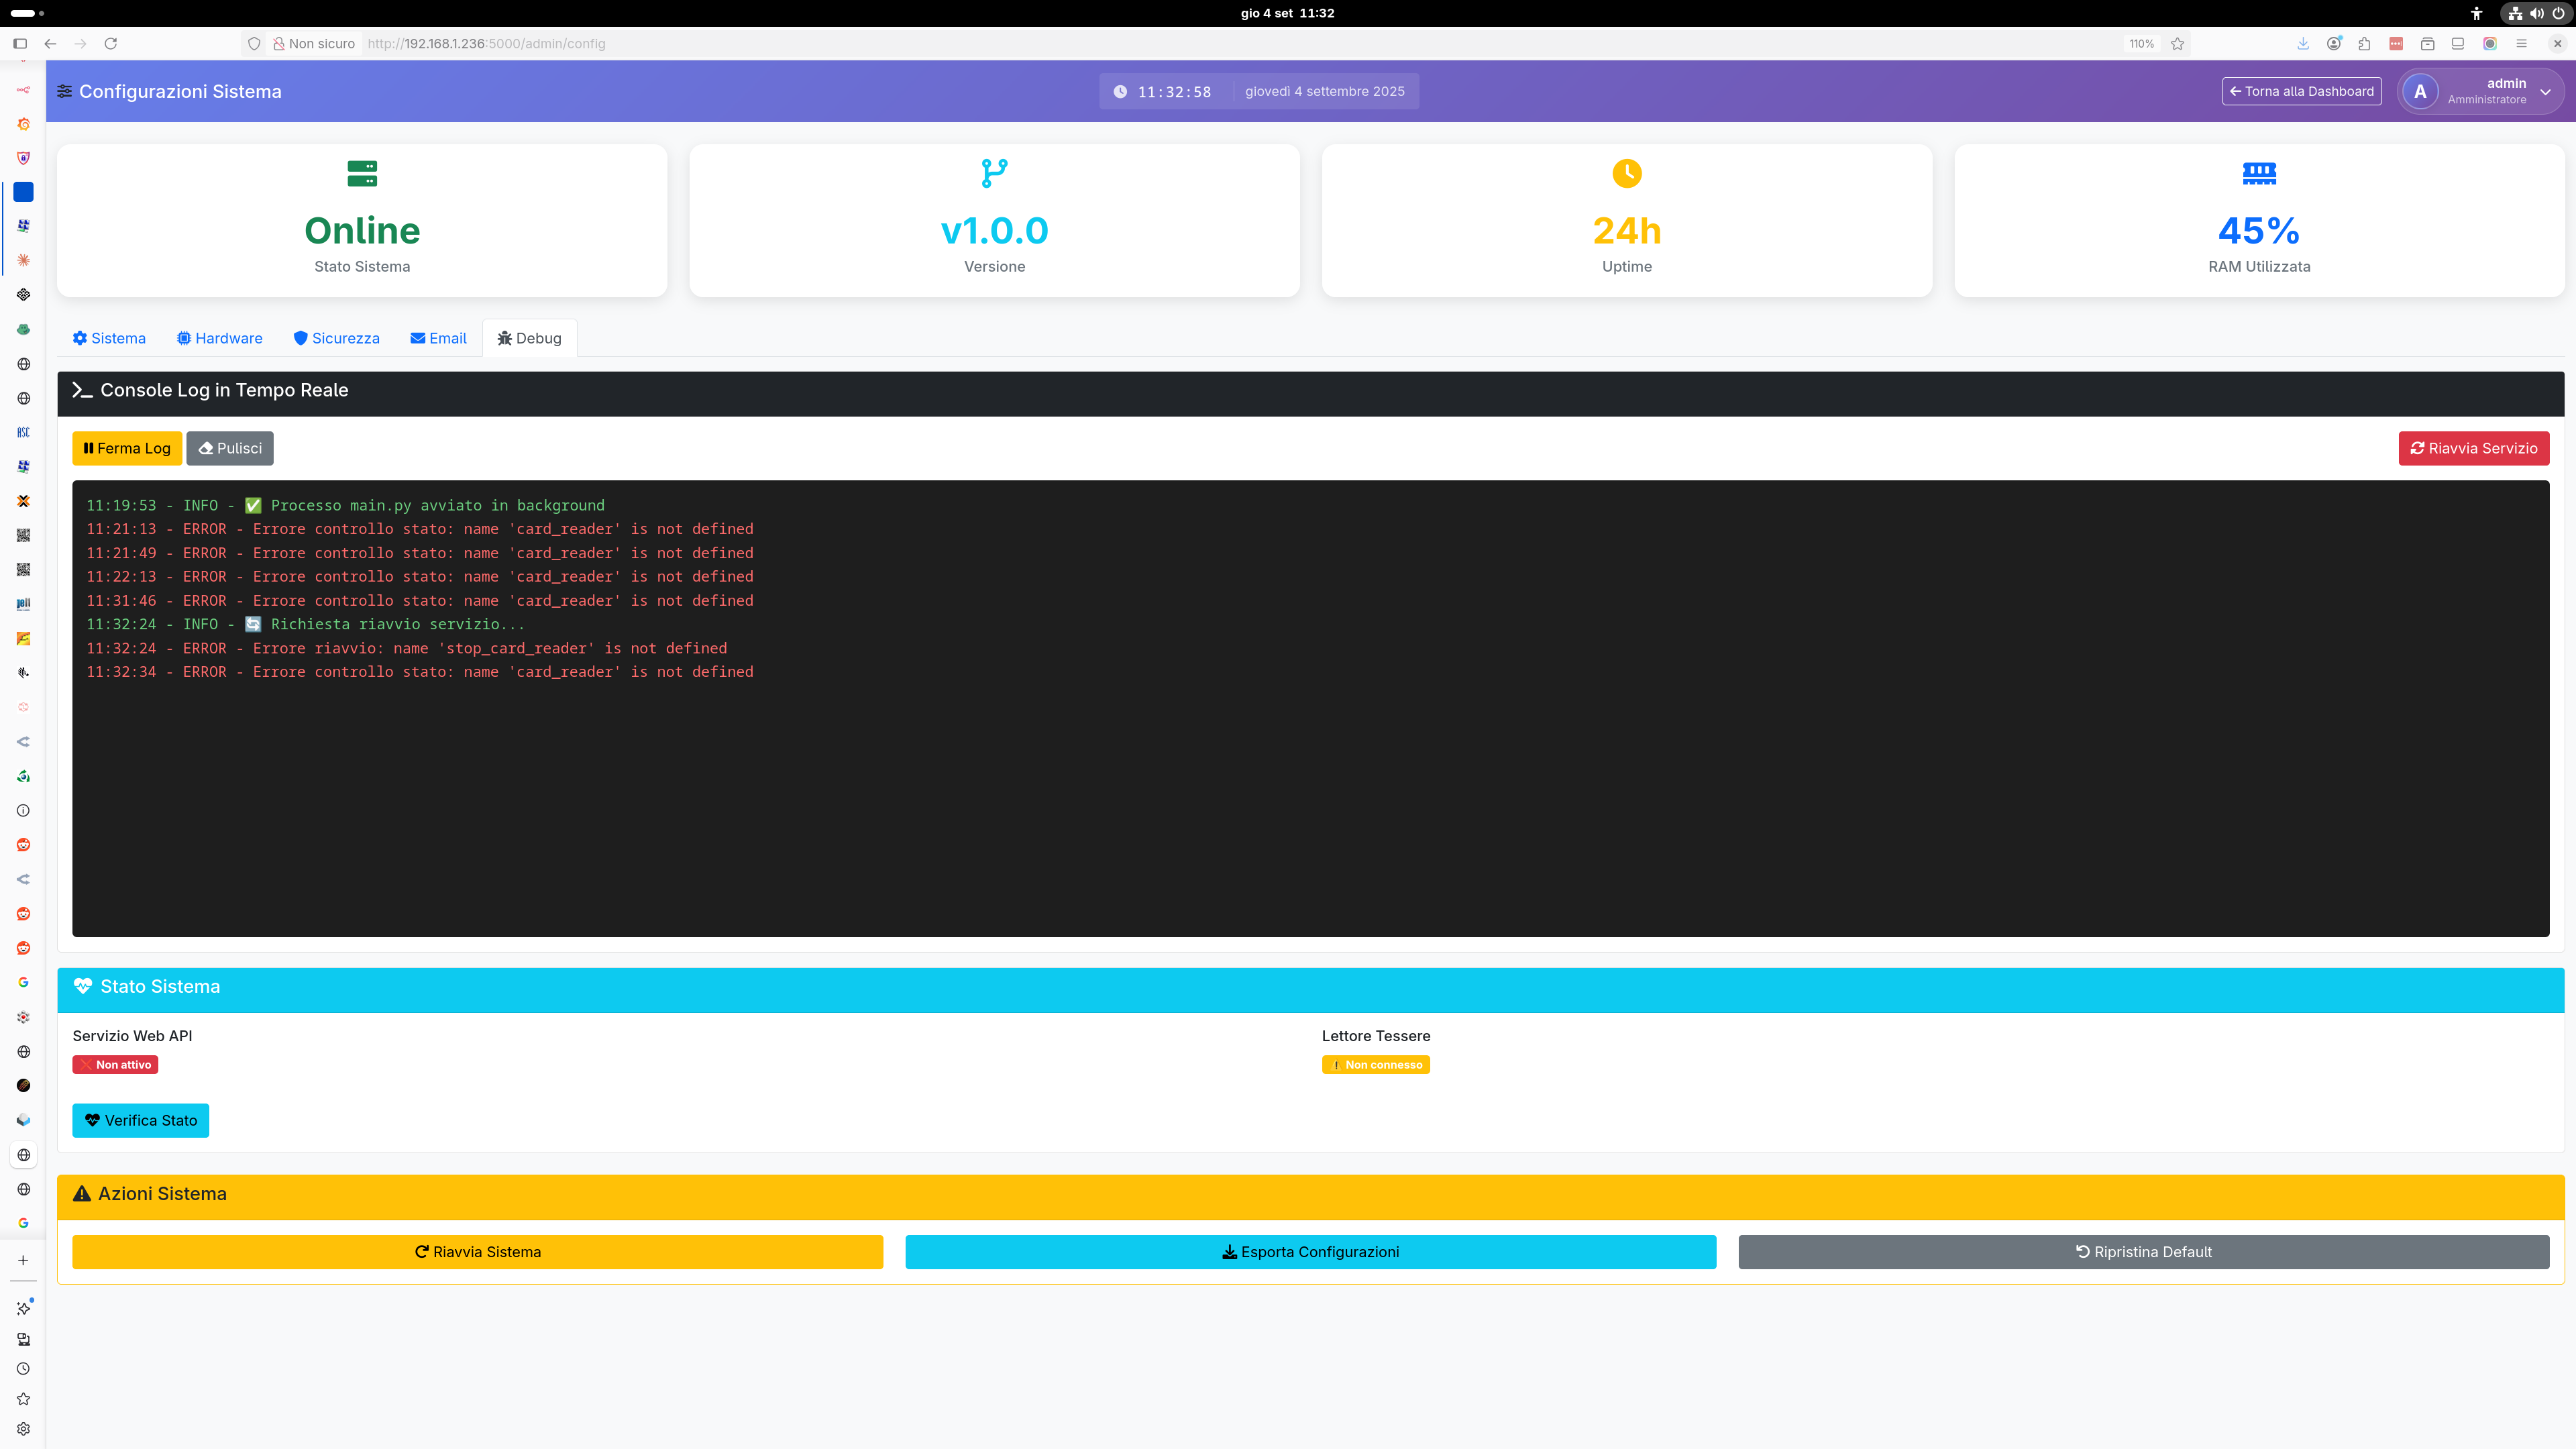 gio 4 set 11:32
Non sicuro http://192.168.1.236:5000/admin/config 110%
Configurazioni Sistema
11:32:58 giovedì 4 settembre 2025
Torna alla Dashboard
A admin
Amministratore
Online
Stato Sistema
v1.0.0
Versione
24h
Uptime
45%
RAM Utilizzata
Sistema Hardware Sicurezza Email Debug
Console Log in Tempo Reale
Ferma Log Pulisci Riavvia Servizio
11:19:53 - INFO - ✅ Processo main.py avviato in background
11:21:13 - ERROR - Errore controllo stato: name 'card_reader' is not defined
11:21:49 - ERROR - Errore controllo stato: name 'card_reader' is not defined
11:22:13 - ERROR - Errore controllo stato: name 'card_reader' is not defined
11:31:46 - ERROR - Errore controllo stato: name 'card_reader' is not defined
11:32:24 - INFO - 🔄 Richiesta riavvio servizio...
11:32:24 - ERROR - Errore riavvio: name 'stop_card_reader' is not defined
11:32:34 - ERROR - Errore controllo stato: name 'card_reader' is not defined
Stato Sistema
Servizio Web API Lettore Tessere
❌ Non attivo ⚠️ Non connesso
Verifica Stato
Azioni Sistema
Riavvia Sistema Esporta Configurazioni Ripristina Default